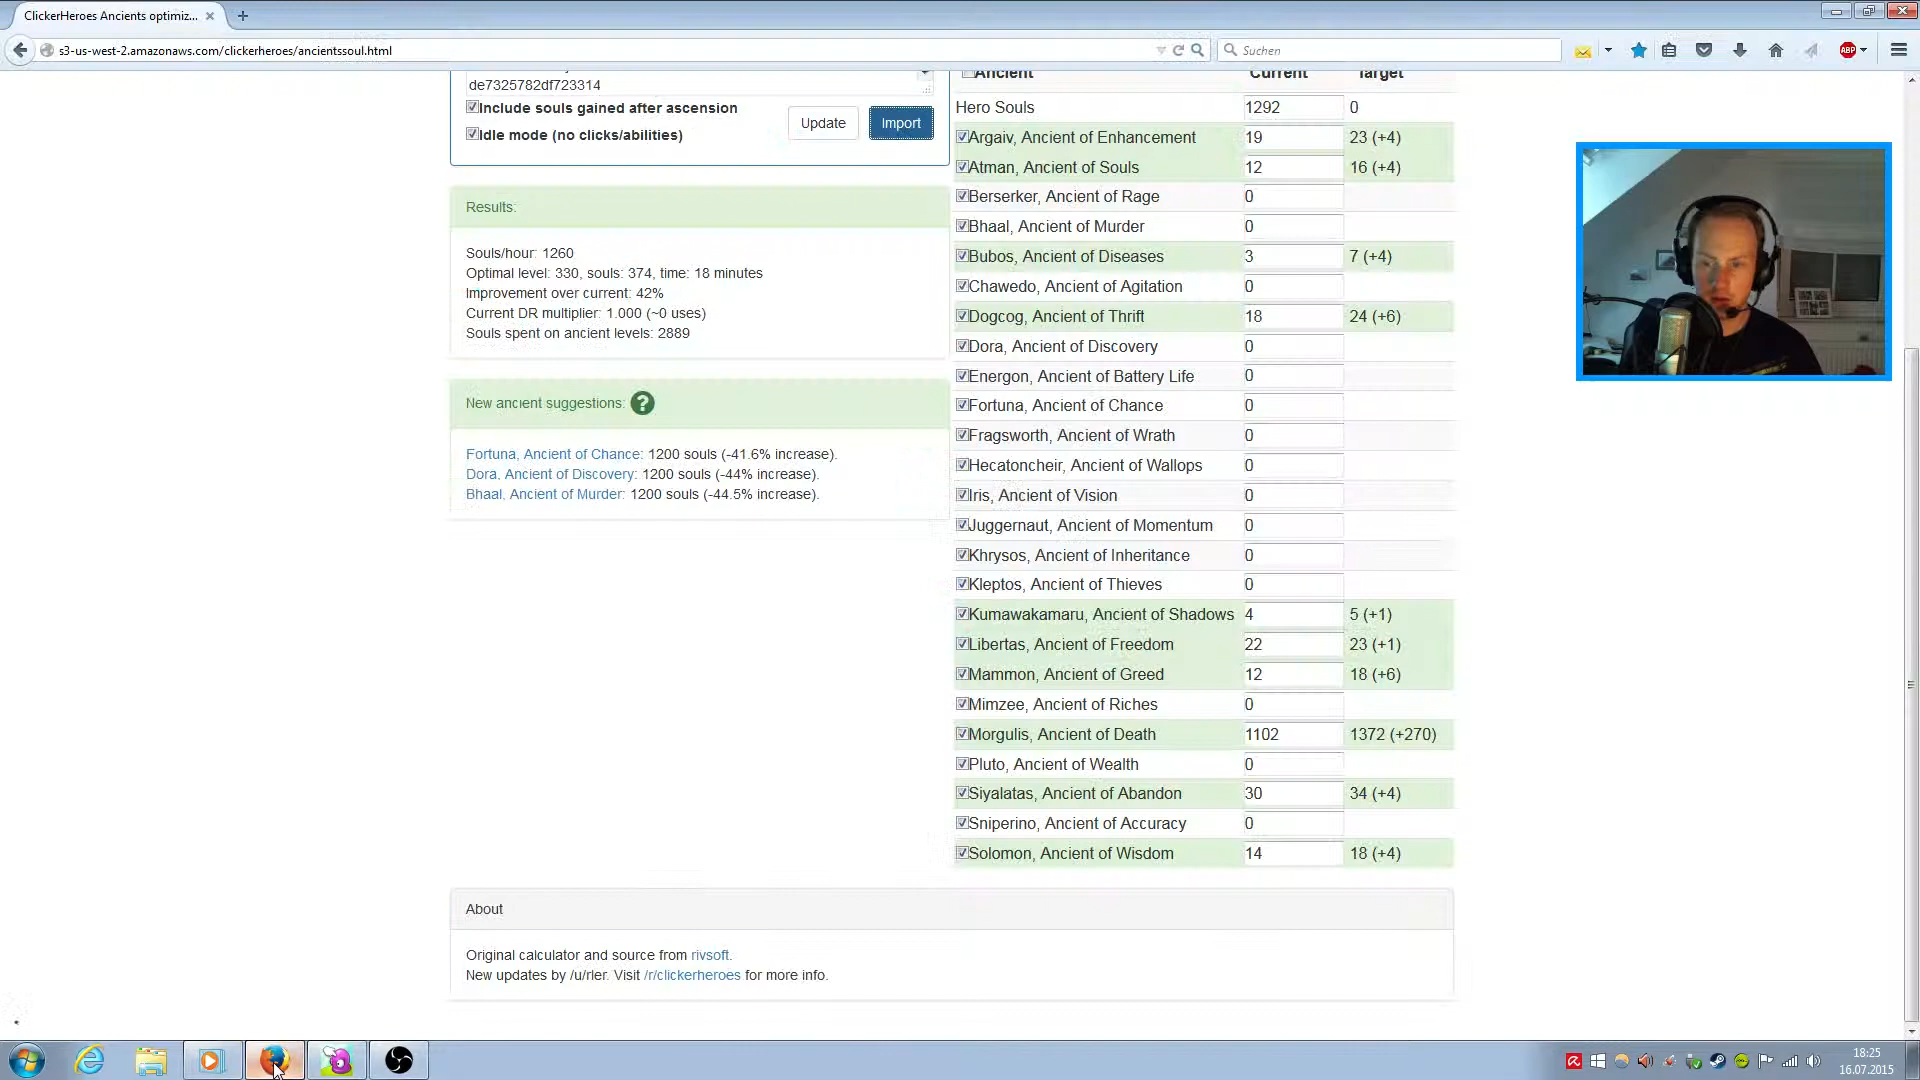 ClickerHeroes Ancients optimiz...
s3-us-west-2.amazonaws.com/clickerheroes/ancientssoul.html
Suchen
ABP
de7325782df723314
Include souls gained after ascension
Idle mode (no clicks/abilities)
Update
Import
Results:
Souls/hour: 1260
Optimal level: 330, souls: 374, time: 18 minutes
Improvement over current: 42%
Current DR multiplier: 1.000 (~0 uses)
Souls spent on ancient levels: 2889
New ancient suggestions: ?
Fortuna, Ancient of Chance: 1200 souls (-41.6% increase).
Dora, Ancient of Discovery: 1200 souls (-44% increase).
Bhaal, Ancient of Murder: 1200 souls (-44.5% increase).
Ancient Current Target
Hero Souls 1292 0
Argaiv, Ancient of Enhancement 19 23 (+4)
Atman, Ancient of Souls 12 16 (+4)
Berserker, Ancient of Rage 0
Bhaal, Ancient of Murder 0
Bubos, Ancient of Diseases 3 7 (+4)
Chawedo, Ancient of Agitation 0
Dogcog, Ancient of Thrift 18 24 (+6)
Dora, Ancient of Discovery 0
Energon, Ancient of Battery Life 0
Fortuna, Ancient of Chance 0
Fragsworth, Ancient of Wrath 0
Hecatoncheir, Ancient of Wallops 0
Iris, Ancient of Vision 0
Juggernaut, Ancient of Momentum 0
Khrysos, Ancient of Inheritance 0
Kleptos, Ancient of Thieves 0
Kumawakamaru, Ancient of Shadows 4 5 (+1)
Libertas, Ancient of Freedom 22 23 (+1)
Mammon, Ancient of Greed 12 18 (+6)
Mimzee, Ancient of Riches 0
Morgulis, Ancient of Death 1102 1372 (+270)
Pluto, Ancient of Wealth 0
Siyalatas, Ancient of Abandon 30 34 (+4)
Sniperino, Ancient of Accuracy 0
Solomon, Ancient of Wisdom 14 18 (+4)
About
Original calculator and source from rivsoft.
New updates by /u/rler. Visit /r/clickerheroes for more info.
18:25
16.07.2015